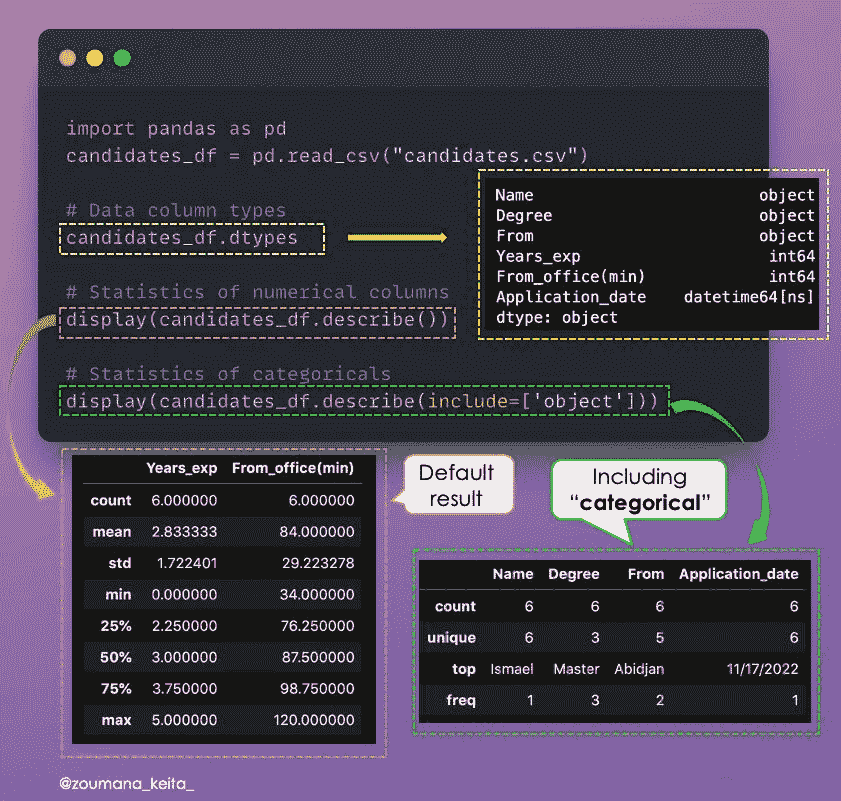 import pandas as pd
candidates_df = pd.read_csv("candidates.csv")
# Data column types
candidates_df.dtypes
Name object
Degree object
From object
Years_exp int64
From_office(min) int64
Application_date datetime64[ns]
dtype: object
# Statistics of numerical columns
display(candidates_df.describe())
# Statistics of categoricals
display(candidates_df.describe(include=['object']))
Years_exp From_office(min)
count 6.000000 6.000000
mean 2.833333 84.000000
std 1.722401 29.223278
min 0.000000 34.000000
25% 2.250000 76.250000
50% 3.000000 87.500000
75% 3.750000 98.750000
max 5.000000 120.000000
Default
result
Including
“categorical”
Name Degree From Application_date
count 6 6 6 6
unique 6 3 5 6
top Ismael Master Abidjan 11/17/2022
freq 1 3 2 1
@zoumana_keita_